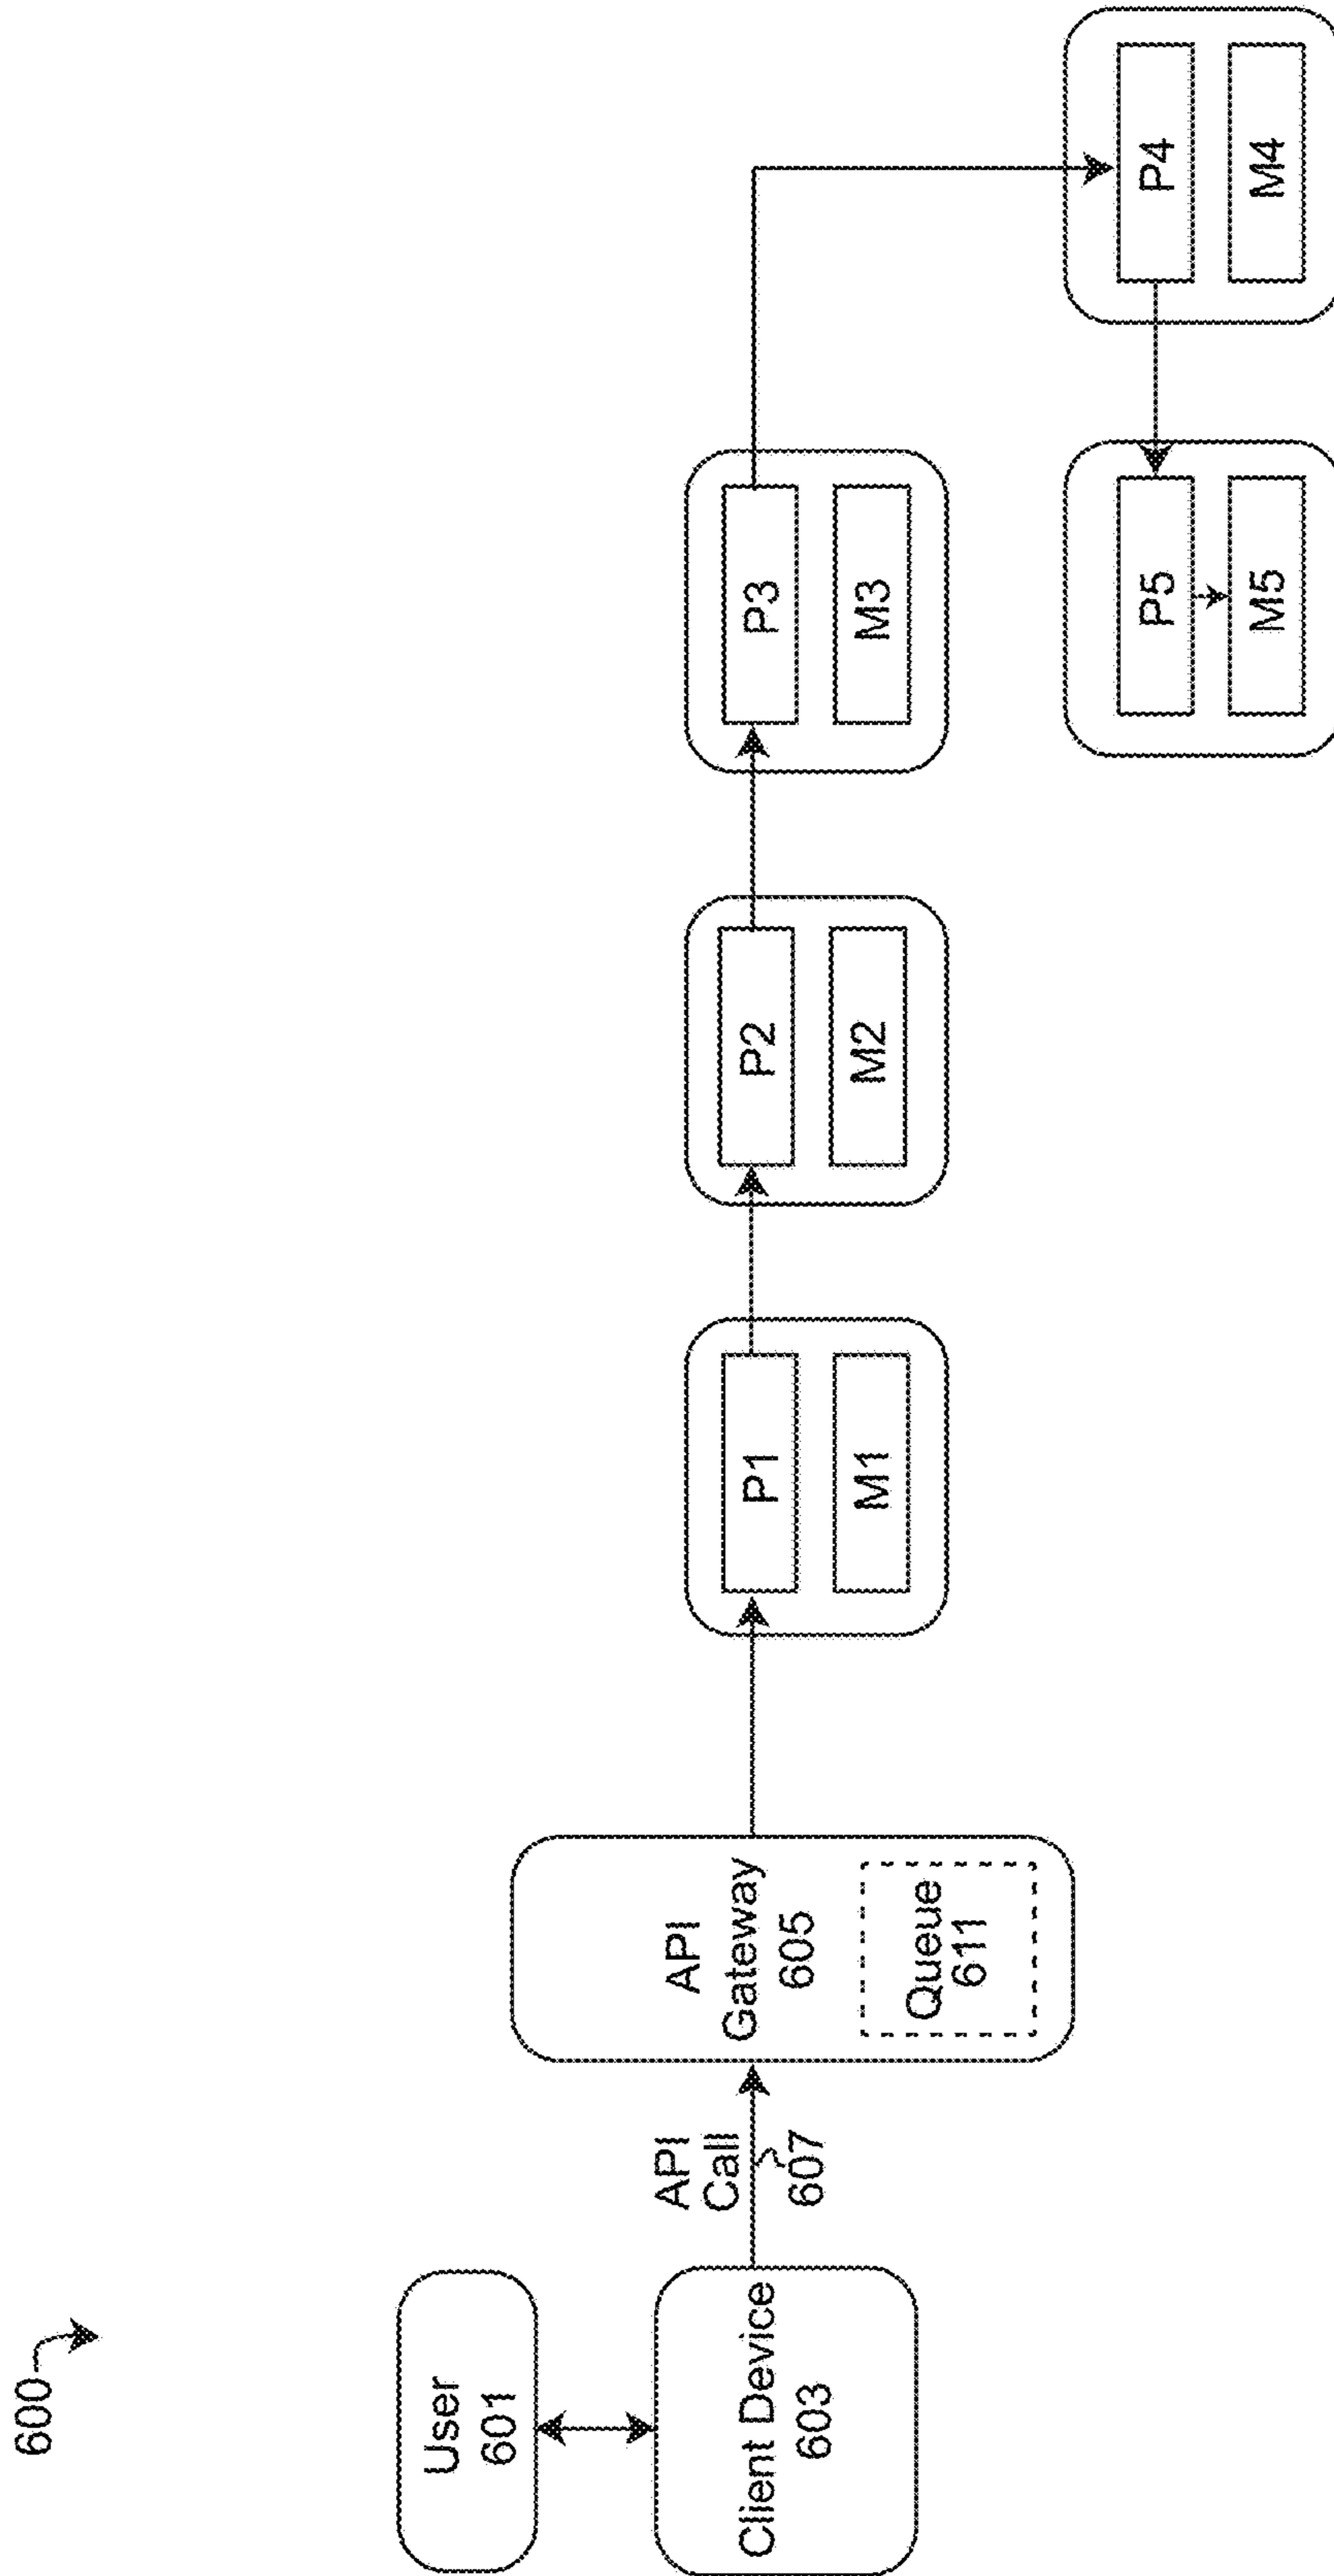 600
User
601
Client Device
603
API
Call
607
API
Gateway
605
Queue
611
P1
M1
P2
M2
P3
M3
P5
M5
P4
M4